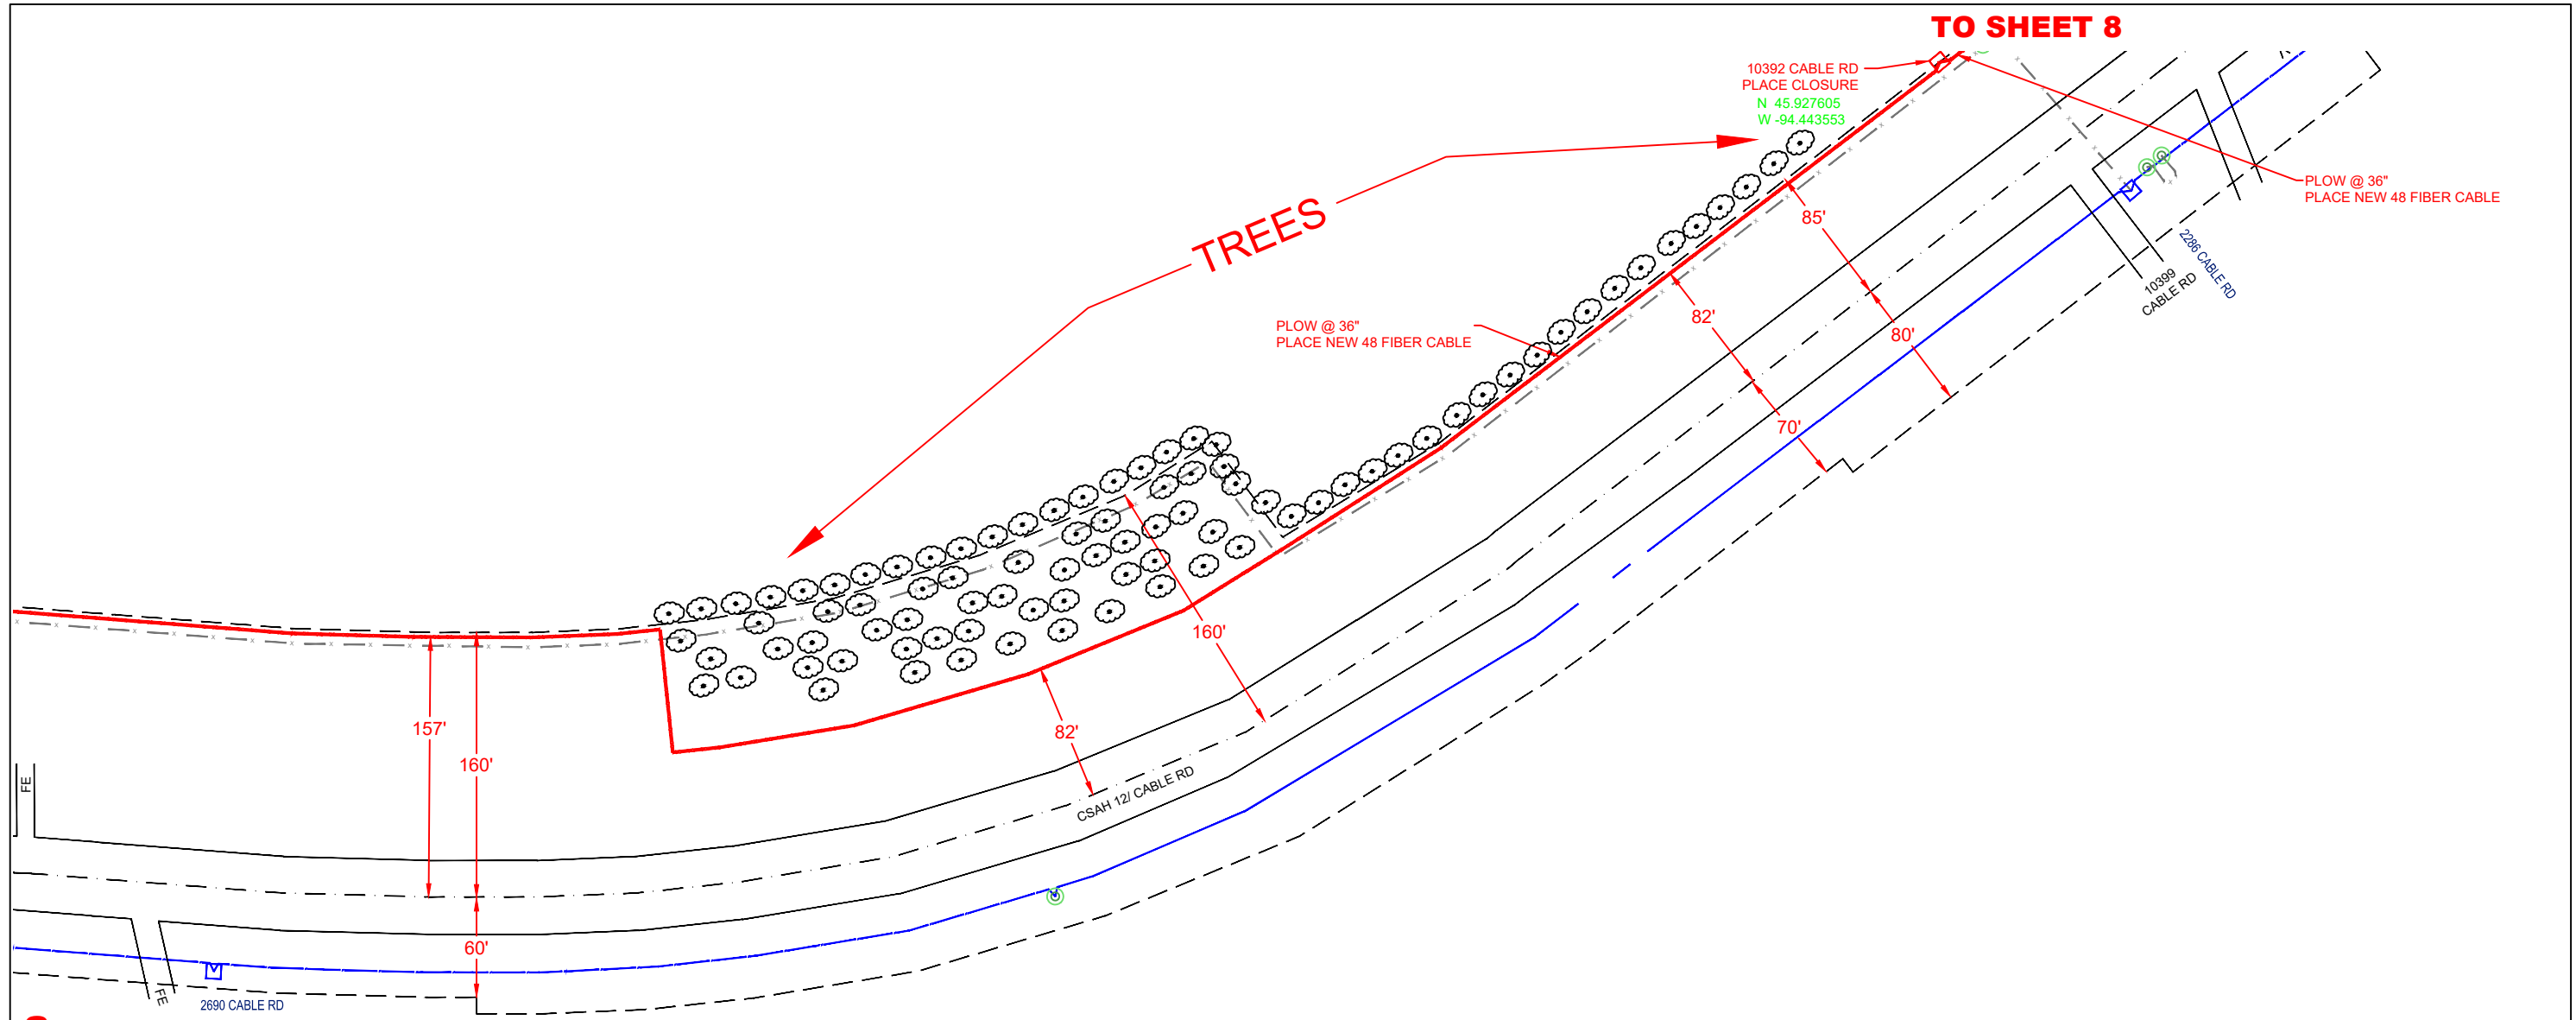 TO SHEET 8
10392 CABLE RD
PLACE CLOSURE
N 45.927605
W -94.443553
PLOW @ 36"
PLACE NEW 48 FIBER CABLE
TREES
85'
2286 CABLE RD
10399
CABLE RD
82'
80'
PLOW @ 36"
PLACE NEW 48 FIBER CABLE
70'
160'
157'
82'
160'
CSAH 12/ CABLE RD
FE
60'
FE
2690 CABLE RD